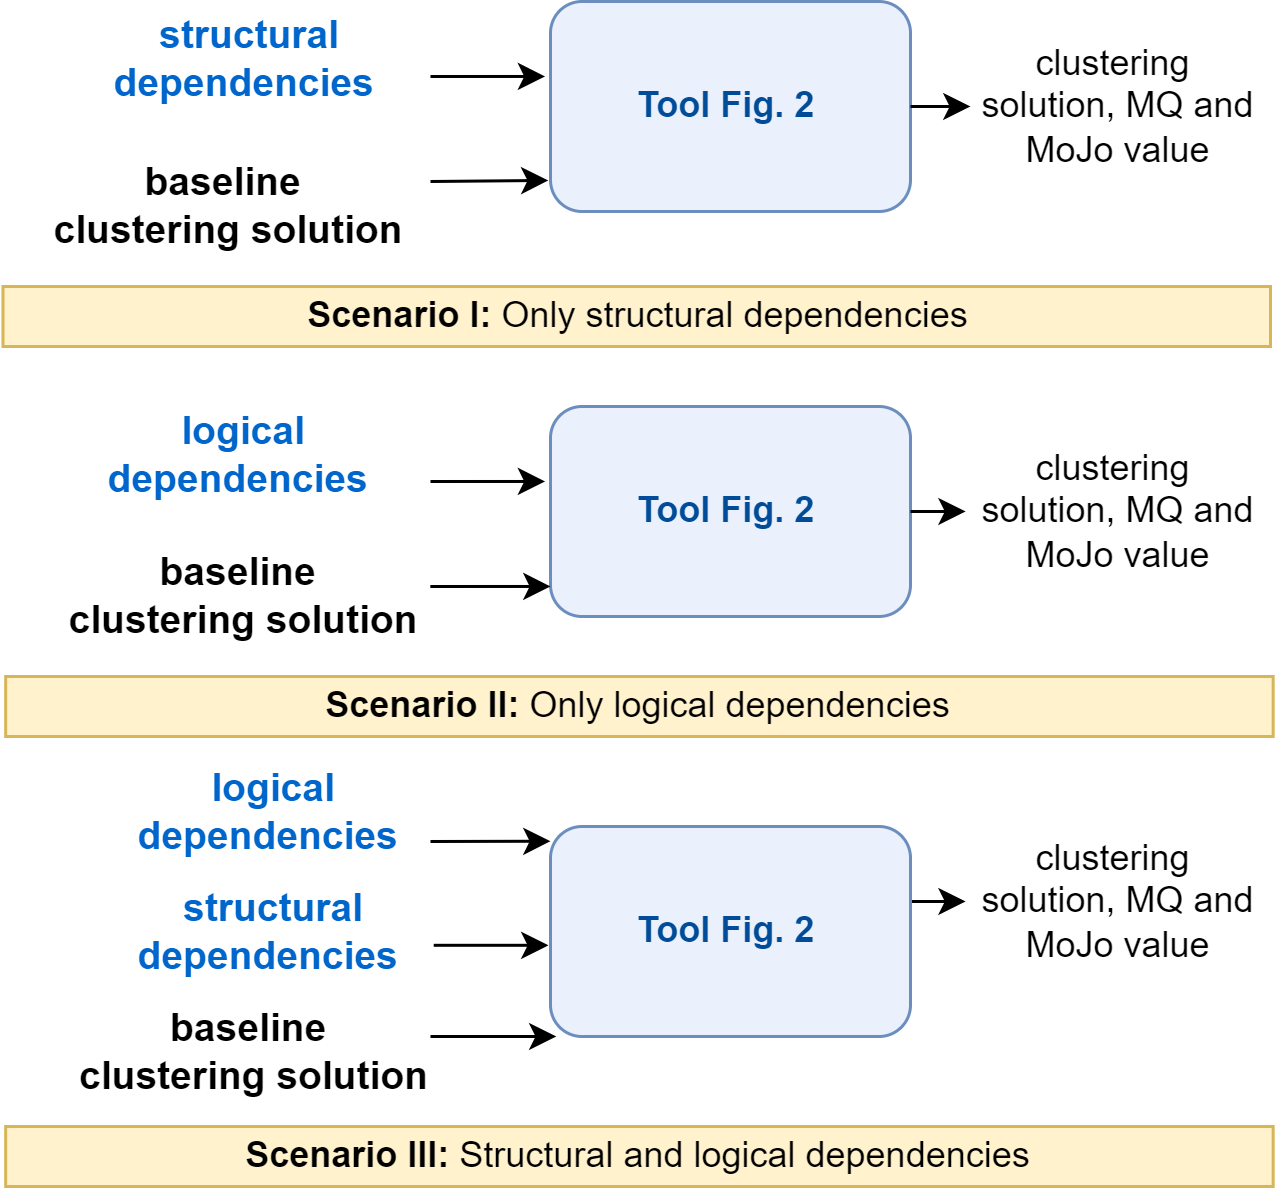 structural
dependencies
baseline
clustering solution
Tool Fig. 2
clustering
solution, MQ and
MoJo value
Scenario I: Only structural dependencies
logical
dependencies
baseline
clustering solution
Tool Fig. 2
clustering
solution, MQ and
MoJo value
Scenario II: Only logical dependencies
logical
dependencies
structural
dependencies
baseline
clustering solution
Tool Fig. 2
clustering
solution, MQ and
MoJo value
Scenario III: Structural and logical dependencies